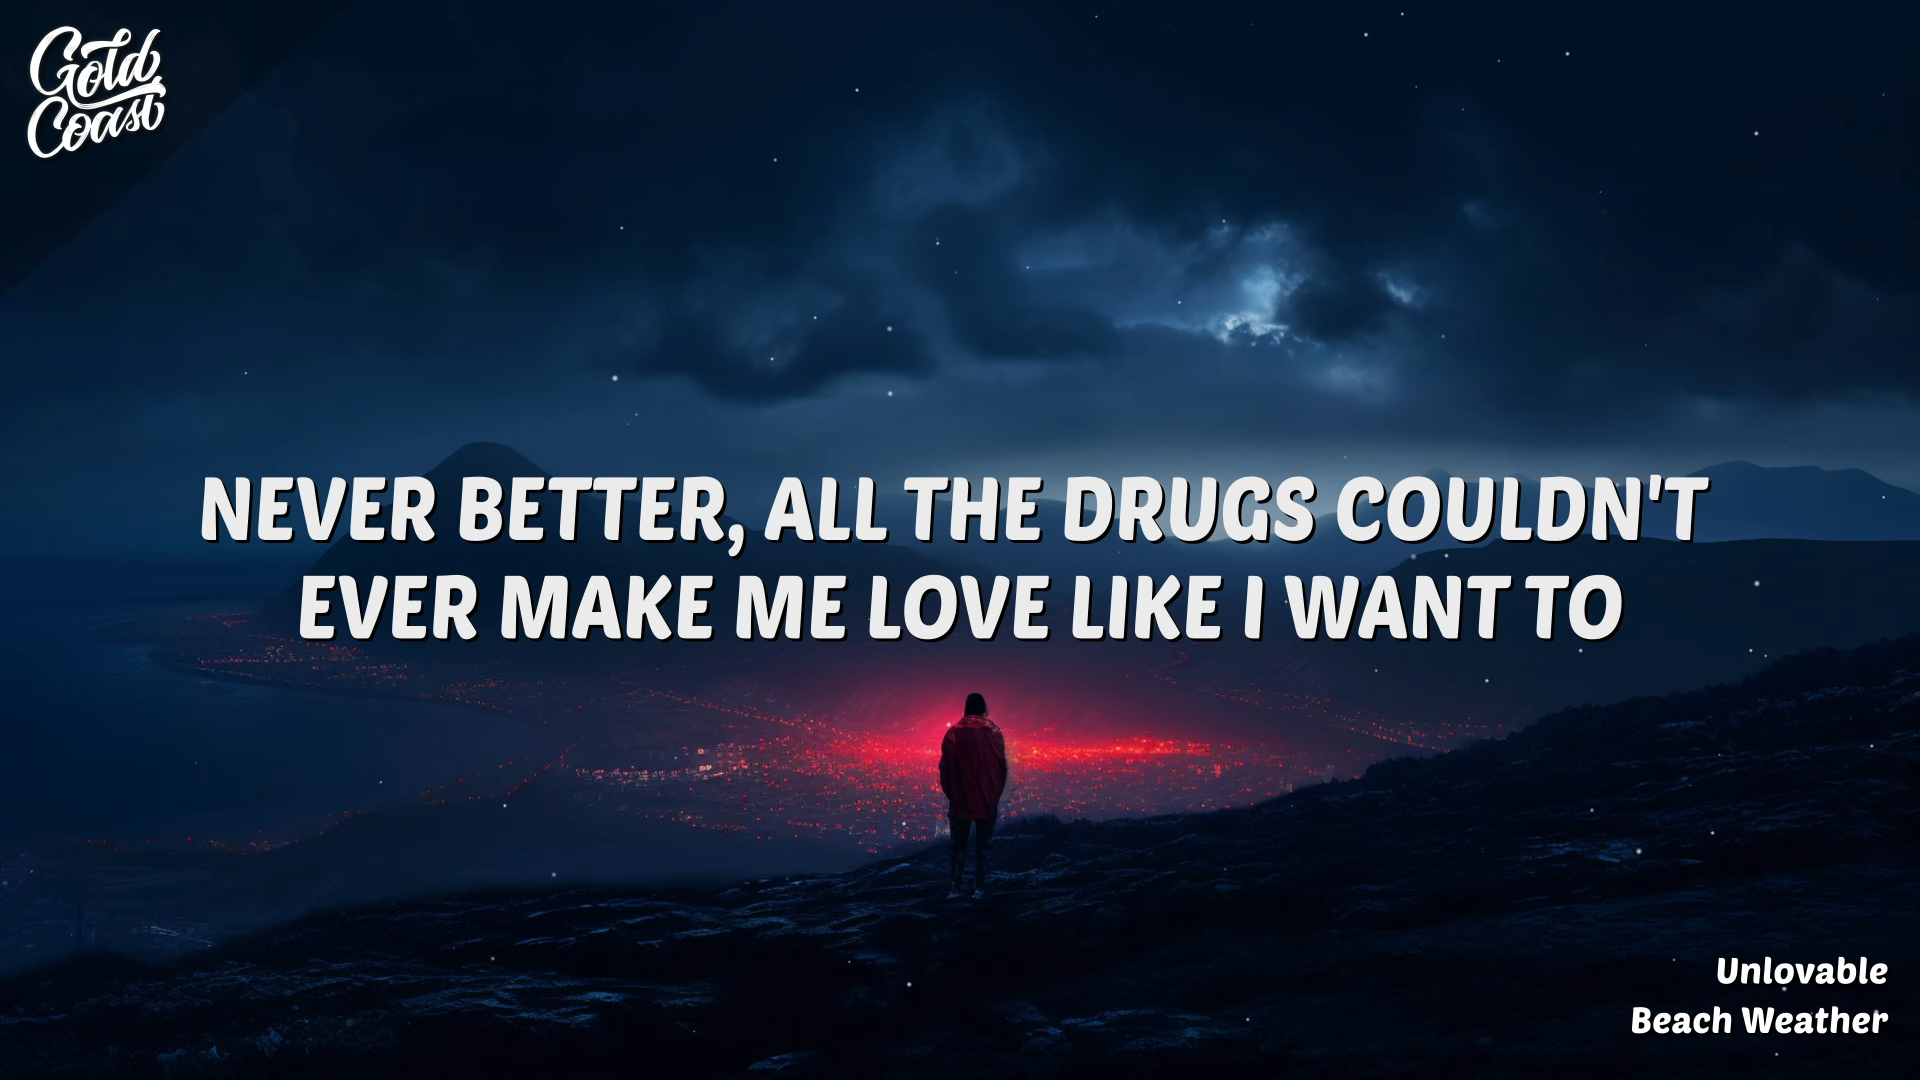 Gold
Coast
NEVER BETTER, ALL THE DRUGS COULDN'T
EVER MAKE ME LOVE LIKE I WANT TO
Unlovable
Beach Weather